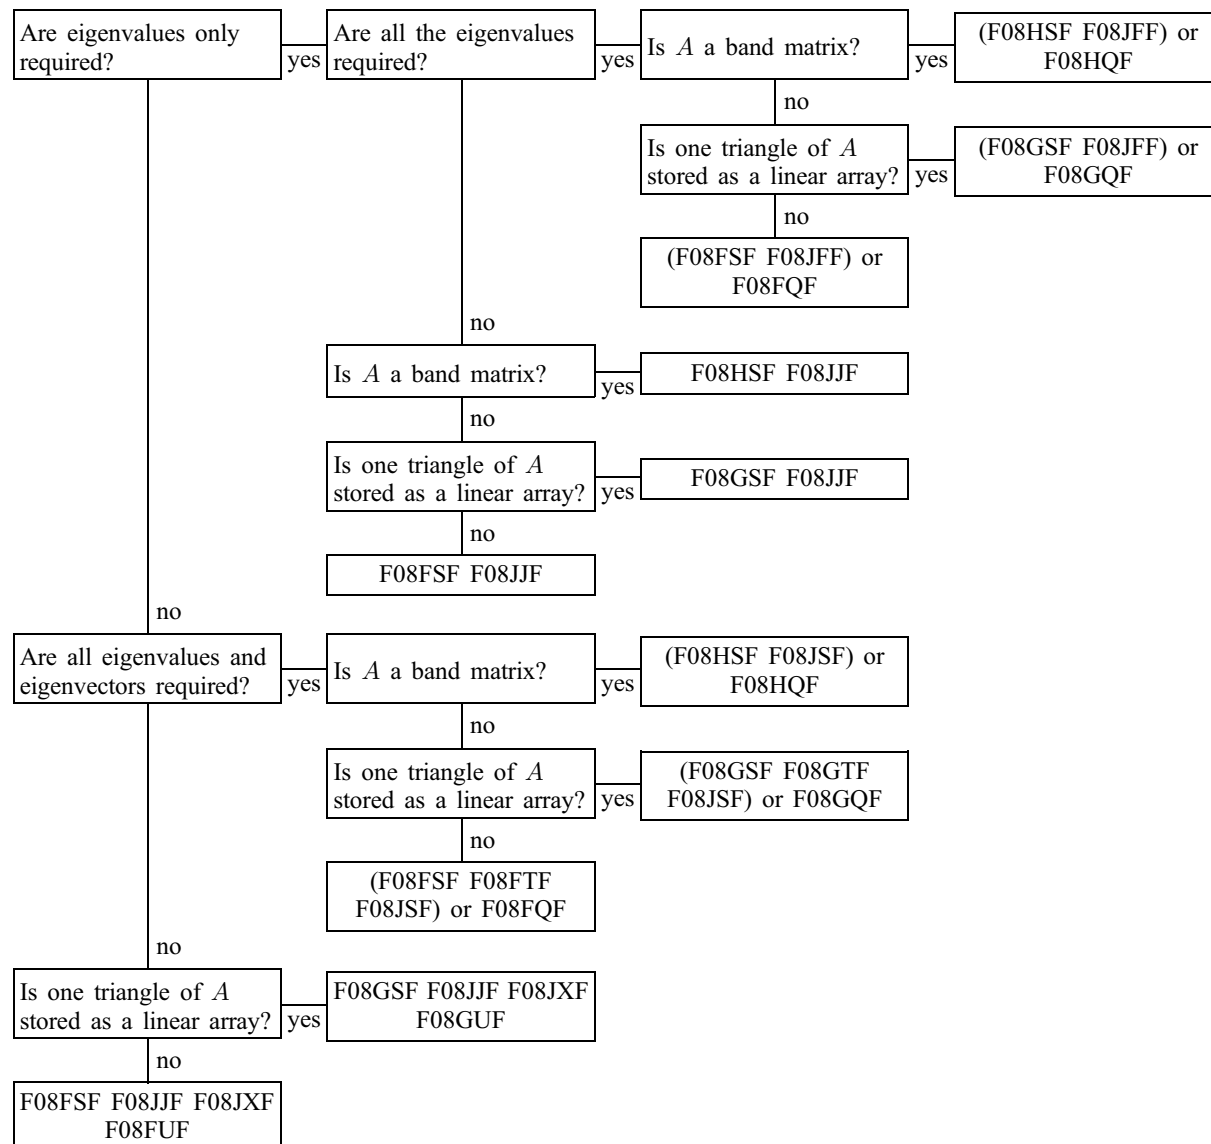 Are eigenvalues only
required?
yes
Are all the eigenvalues
required?
yes
Is A a band matrix?
yes
(F08HSF F08JFF) or
F08HQF
no
Is one triangle of A
stored as a linear array?
yes
(F08GSF F08JFF) or
F08GQF
no
(F08FSF F08JFF) or
F08FQF
no
Is A a band matrix?
yes
F08HSF F08JJF
no
Is one triangle of A
stored as a linear array?
yes
F08GSF F08JJF
no
F08FSF F08JJF
no
Are all eigenvalues and
eigenvectors required?
yes
Is A a band matrix?
yes
(F08HSF F08JSF) or
F08HQF
no
Is one triangle of A
stored as a linear array?
yes
(F08GSF F08GTF
F08JSF) or F08GQF
no
(F08FSF F08FTF
F08JSF) or F08FQF
no
Is one triangle of A
stored as a linear array?
yes
F08GSF F08JJF F08JXF
F08GUF
no
F08FSF F08JJF F08JXF
F08FUF